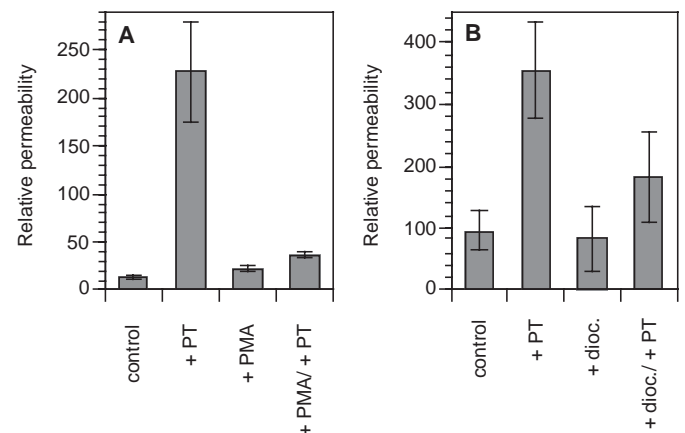 A
Relative permeability
250
200
150
100
50
0
control
+ PT
+ PMA
+ PMA/ + PT
B
Relative permeability
400
300
200
100
0
control
+ PT
+ dioc.
+ dioc./ + PT